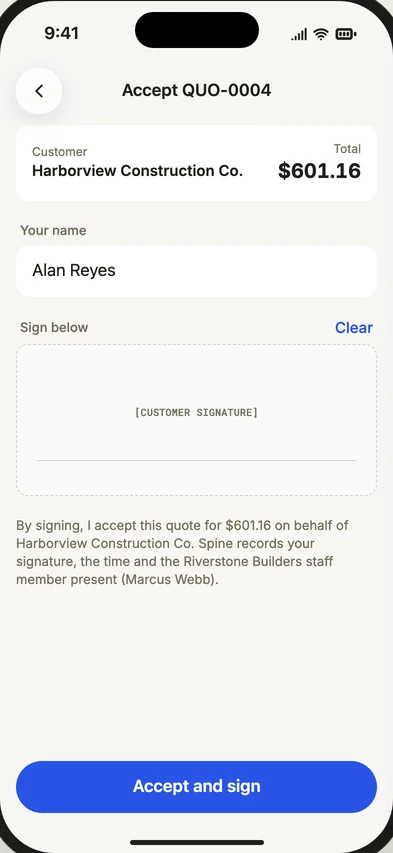 9:41
Accept QUO-0004
Customer
Total
Harborview Construction Co.
$601.16
Your name
Alan Reyes
Sign below
Clear
[CUSTOMER SIGNATURE]
By signing, I accept this quote for $601.16 on behalf of
Harborview Construction Co. Spine records your
signature, the time and the Riverstone Builders staff
member present (Marcus Webb).
Accept and sign